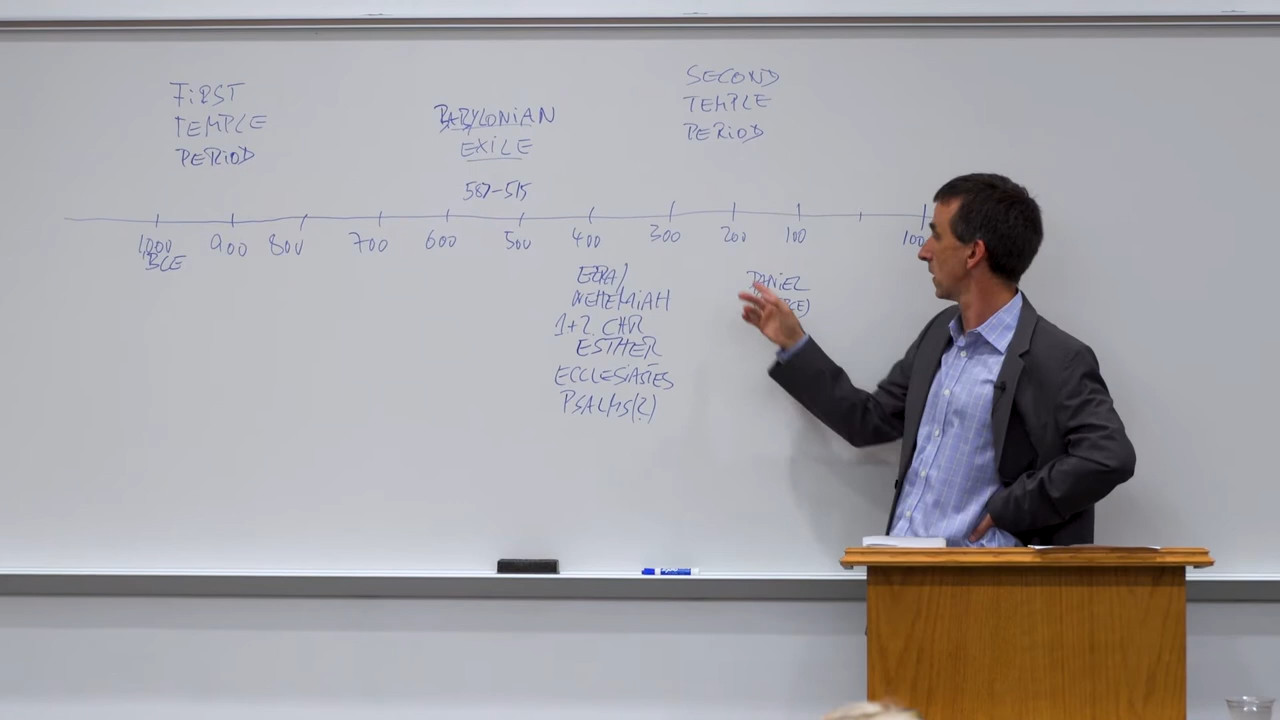 FIRST
TEMPLE
PERIOD
BABYLONIAN
EXILE
587-515
SECOND
TEMPLE
PERIOD
1000 900 800 700 600 500 400 300 200 100 100
BCE
EZRA/
NEHEMIAH
1+2 CHR
ESTHER
ECCLESIASTES
PSALMS(?)
DANIEL